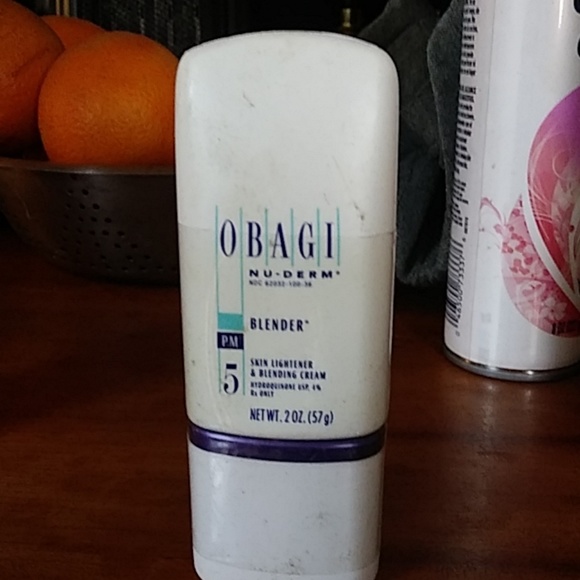 OBAGI
NU-DERM
NDC 62032-100-36
BLENDER
PM
5
SKIN LIGHTENER
& BLENDING CREAM
HYDROQUINONE USP, 4%
Rx ONLY
NET WT. 2 OZ. (57g)